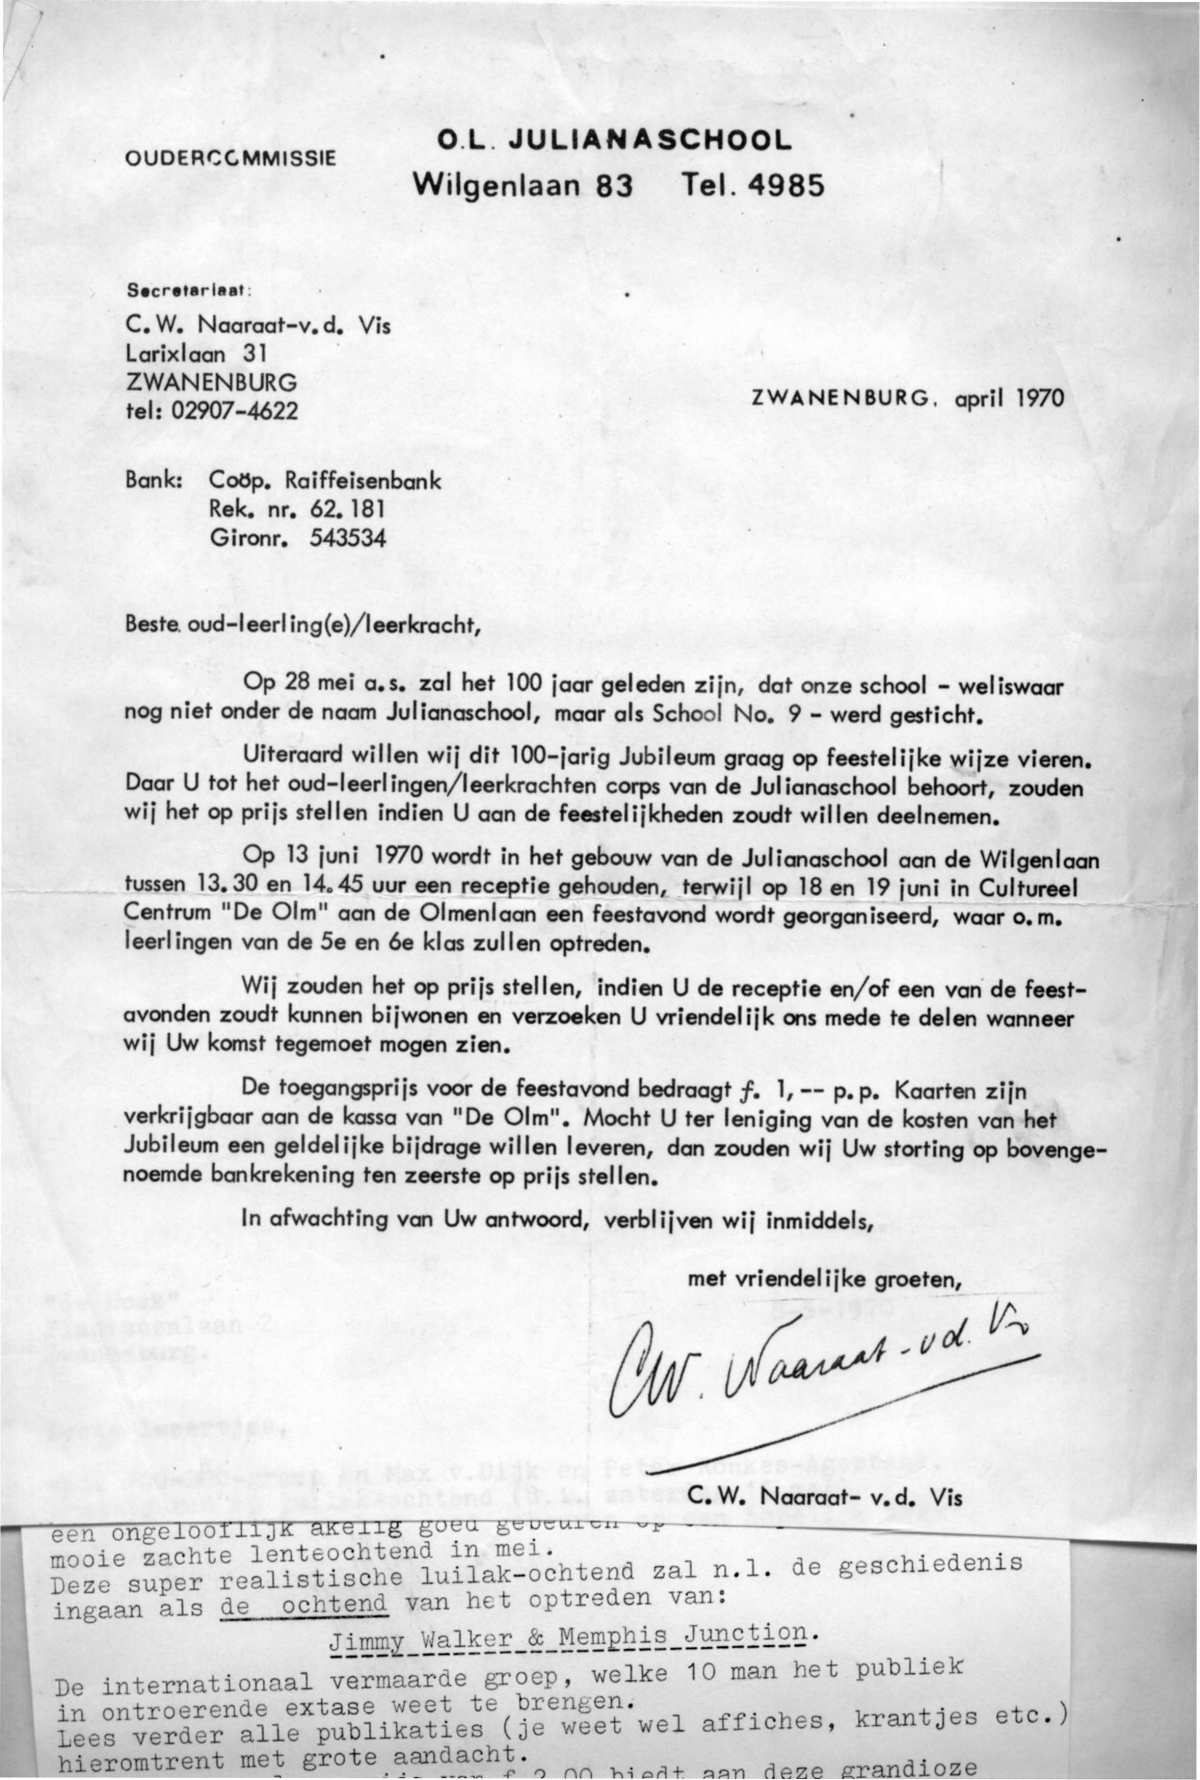 OUDERCOMMISSIE
O.L. JULIANASCHOOL
Wilgenlaan 83 Tel. 4985
Secretariaat:
C.W. Naaraat-v.d. Vis
Larixlaan 31
ZWANENBURG
tel: 02907-4622
ZWANENBURG, april 1970
Bank: Coöp. Raiffeisenbank
Rek. nr. 62.181
Gironr. 543534
Beste oud-leerling(e)/leerkracht,
Op 28 mei a.s. zal het 100 jaar geleden zijn, dat onze school - weliswaar
nog niet onder de naam Julianaschool, maar als School No. 9 - werd gesticht.
Uiteraard willen wij dit 100-jarig Jubileum graag op feestelijke wijze vieren.
Daar U tot het oud-leerlingen/leerkrachten corps van de Julianaschool behoort, zouden
wij het op prijs stellen indien U aan de feestelijkheden zoudt willen deelnemen.
Op 13 juni 1970 wordt in het gebouw van de Julianaschool aan de Wilgenlaan
tussen 13.30 en 14.45 uur een receptie gehouden, terwijl op 18 en 19 juni in Cultureel
Centrum "De Olm" aan de Olmenlaan een feestavond wordt georganiseerd, waar o.m.
leerlingen van de 5e en 6e klas zullen optreden.
Wij zouden het op prijs stellen, indien U de receptie en/of een van de feest-
avonden zoudt kunnen bijwonen en verzoeken U vriendelijk ons mede te delen wanneer
wij Uw komst tegemoet mogen zien.
De toegangsprijs voor de feestavond bedraagt ƒ. 1,-- p.p. Kaarten zijn
verkrijgbaar aan de kassa van "De Olm". Mocht U ter leniging van de kosten van het
Jubileum een geldelijke bijdrage willen leveren, dan zouden wij Uw storting op bovenge-
noemde bankrekening ten zeerste op prijs stellen.
In afwachting van Uw antwoord, verblijven wij inmiddels,
met vriendelijke groeten,
CW. Naaraat-vd. Vis
C.W. Naaraat- v.d. Vis
een ongelooflijk akelig goed gebeuren op
mooie zachte lenteochtend in mei.
Deze super realistische luilak-ochtend zal n.l. de geschiedenis
ingaan als de ochtend van het optreden van:
Jimmy Walker & Memphis Junction.
De internationaal vermaarde groep, welke 10 man het publiek
in ontroerende extase weet te brengen.
Lees verder alle publikaties (je weet wel affiches, krantjes etc.)
hieromtrent met grote aandacht.
van f 2,00 biedt aan deze grandioze